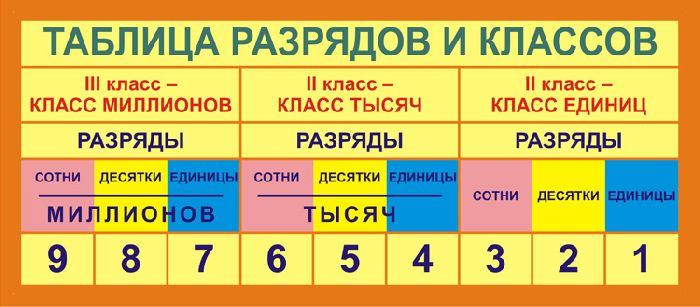 ТАБЛИЦА РАЗРЯДОВ И КЛАССОВ
III класс – КЛАСС МИЛЛИОНОВ
II класс – КЛАСС ТЫСЯЧ
II класс – КЛАСС ЕДИНИЦ
РАЗРЯДЫ РАЗРЯДЫ РАЗРЯДЫ
СОТНИ ДЕСЯТКИ ЕДИНИЦЫ СОТНИ ДЕСЯТКИ ЕДИНИЦЫ СОТНИ ДЕСЯТКИ ЕДИНИЦЫ
МИЛЛИОНОВ ТЫСЯЧ
9 8 7 6 5 4 3 2 1